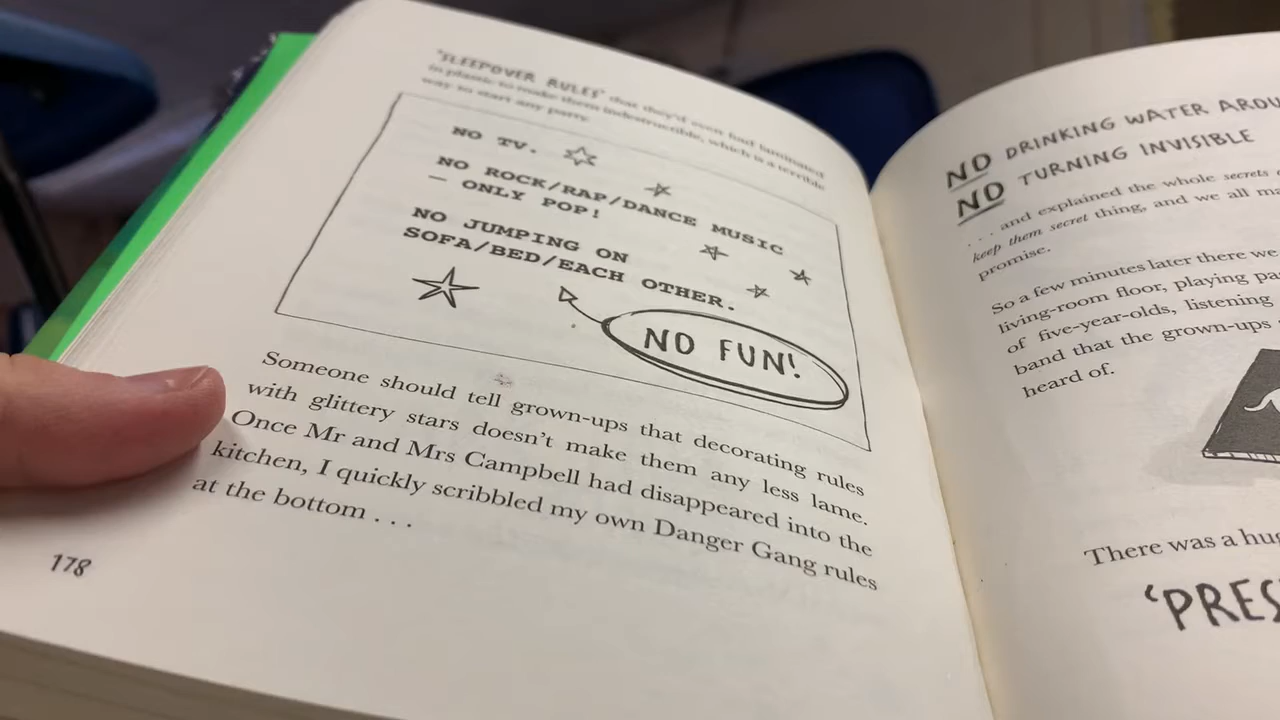 'SLEEPOVER RULES' that they'd even had laminated
in plastic to make them indestructible, which is a terrible
way to start any party.
NO TV.
NO ROCK/RAP/DANCE MUSIC
— ONLY POP!
NO JUMPING ON
SOFA/BED/EACH OTHER.
NO FUN!
Someone should tell grown-ups that decorating rules
with glittery stars doesn't make them any less lame.
Once Mr and Mrs Campbell had disappeared into the
kitchen, I quickly scribbled my own Danger Gang rules
at the bottom . . .
178
NO DRINKING WATER AROU
NO TURNING INVISIBLE
. . . and explained the whole secrets
keep them secret thing, and we all ma
promise.
So a few minutes later there we
living-room floor, playing pa
of five-year-olds, listening
band that the grown-ups
heard of.
There was a hug
'PRES